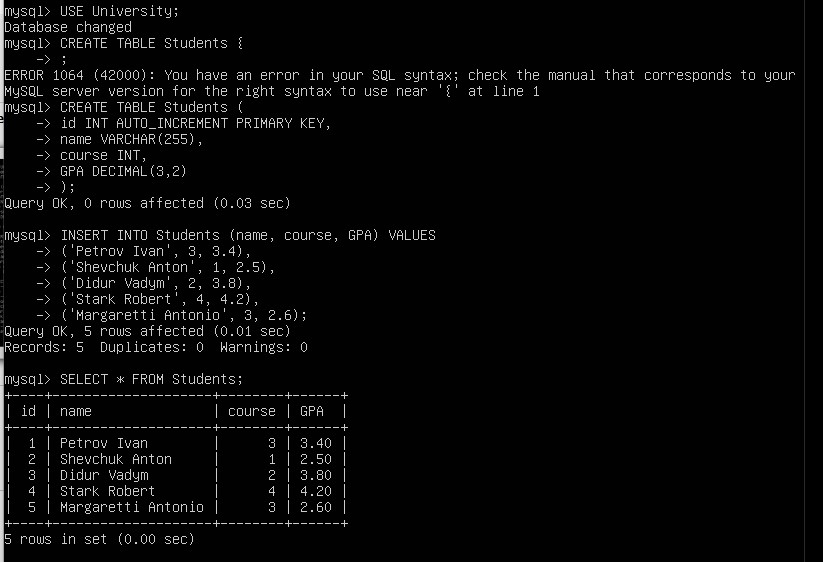 mysql> USE University;
Database changed
mysql> CREATE TABLE Students {
    -> ;
ERROR 1064 (42000): You have an error in your SQL syntax; check the manual that corresponds to your
MySQL server version for the right syntax to use near '{' at line 1
mysql> CREATE TABLE Students (
    -> id INT AUTO_INCREMENT PRIMARY KEY,
    -> name VARCHAR(255),
    -> course INT,
    -> GPA DECIMAL(3,2)
    -> );
Query OK, 0 rows affected (0.03 sec)

mysql> INSERT INTO Students (name, course, GPA) VALUES
    -> ('Petrov Ivan', 3, 3.4),
    -> ('Shevchuk Anton', 1, 2.5),
    -> ('Didur Vadym', 2, 3.8),
    -> ('Stark Robert', 4, 4.2),
    -> ('Margaretti Antonio', 3, 2.6);
Query OK, 5 rows affected (0.01 sec)
Records: 5  Duplicates: 0  Warnings: 0

mysql> SELECT * FROM Students;
+----+--------------------+--------+------+
| id | name               | course | GPA  |
+----+--------------------+--------+------+
|  1 | Petrov Ivan        |      3 | 3.40 |
|  2 | Shevchuk Anton     |      1 | 2.50 |
|  3 | Didur Vadym        |      2 | 3.80 |
|  4 | Stark Robert       |      4 | 4.20 |
|  5 | Margaretti Antonio |      3 | 2.60 |
+----+--------------------+--------+------+
5 rows in set (0.00 sec)